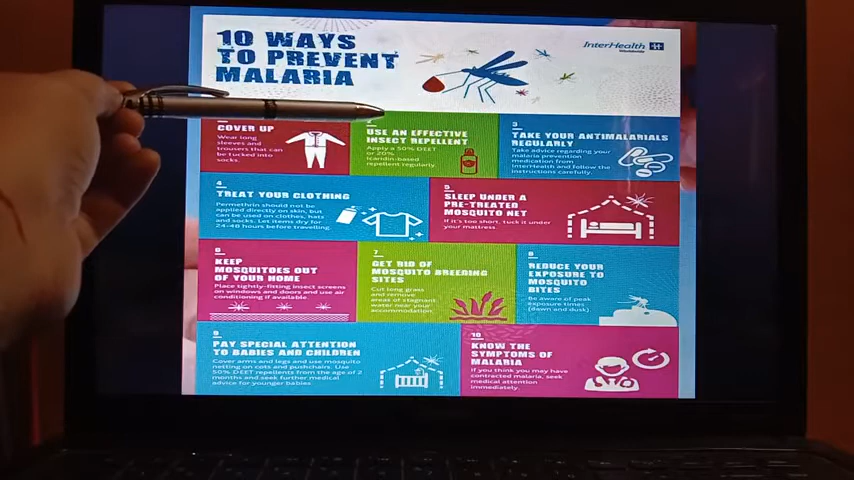 10 WAYS
TO PREVENT
MALARIA
InterHealth
Worldwide
COVER UP
Wear long
sleeves and
trousers that can
be tucked into
socks.
2
USE AN EFFECTIVE
INSECT REPELLENT
Apply a 50% DEET
or 20%
Icaridin-based
repellent regularly.
3
TAKE YOUR ANTIMALARIALS
REGULARLY
Take advice regarding your
malaria prevention
medication from
InterHealth and follow the
instructions carefully.
4
TREAT YOUR CLOTHING
Permethrin should not be
applied directly on skin, but
can be used on clothes, hats
and socks. Let items dry for
24-48 hours before travelling.
5
SLEEP UNDER A
PRE-TREATED
MOSQUITO NET
If it's too short, tuck it under
your mattress.
6
KEEP
MOSQUITOES OUT
OF YOUR HOME
Place tightly-fitting insect screens
on windows and doors and use air
conditioning if available
7
GET RID OF
MOSQUITO BREEDING
SITES
Cut long grass
and remove
areas of stagnant
water near your
accommodation.
8
REDUCE YOUR
EXPOSURE TO
MOSQUITO
BITES
Be aware of peak
exposure times
(dawn and dusk).
9
PAY SPECIAL ATTENTION
TO BABIES AND CHILDREN
Cover arms and legs and use mosquito
netting on cots and pushchairs. Use
50% DEET repellents from the age of 2
months and seek further medical
advice for younger babies
10
KNOW THE
SYMPTOMS OF
MALARIA
If you think you may have
contracted malaria, seek
medical attention
immediately.